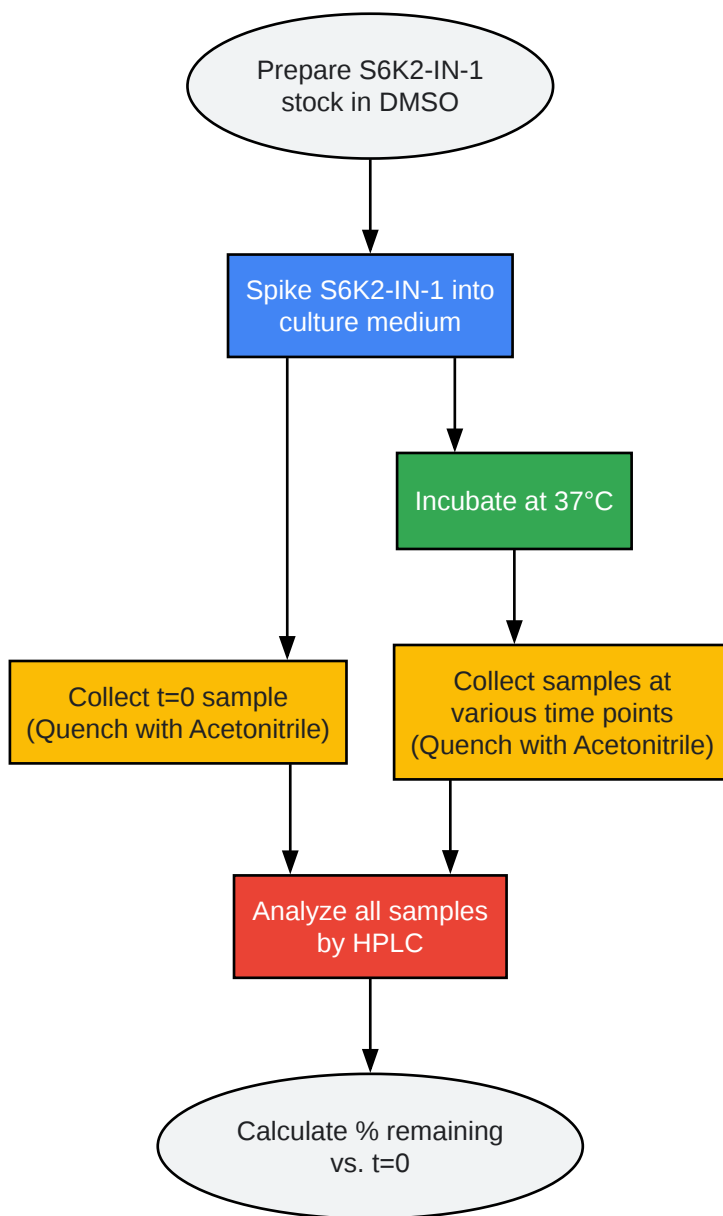 Prepare S6K2-IN-1
stock in DMSO
Spike S6K2-IN-1 into
culture medium
Incubate at 37°C
Collect t=0 sample
(Quench with Acetonitrile)
Collect samples at
various time points
(Quench with Acetonitrile)
Analyze all samples
by HPLC
Calculate % remaining
vs. t=0